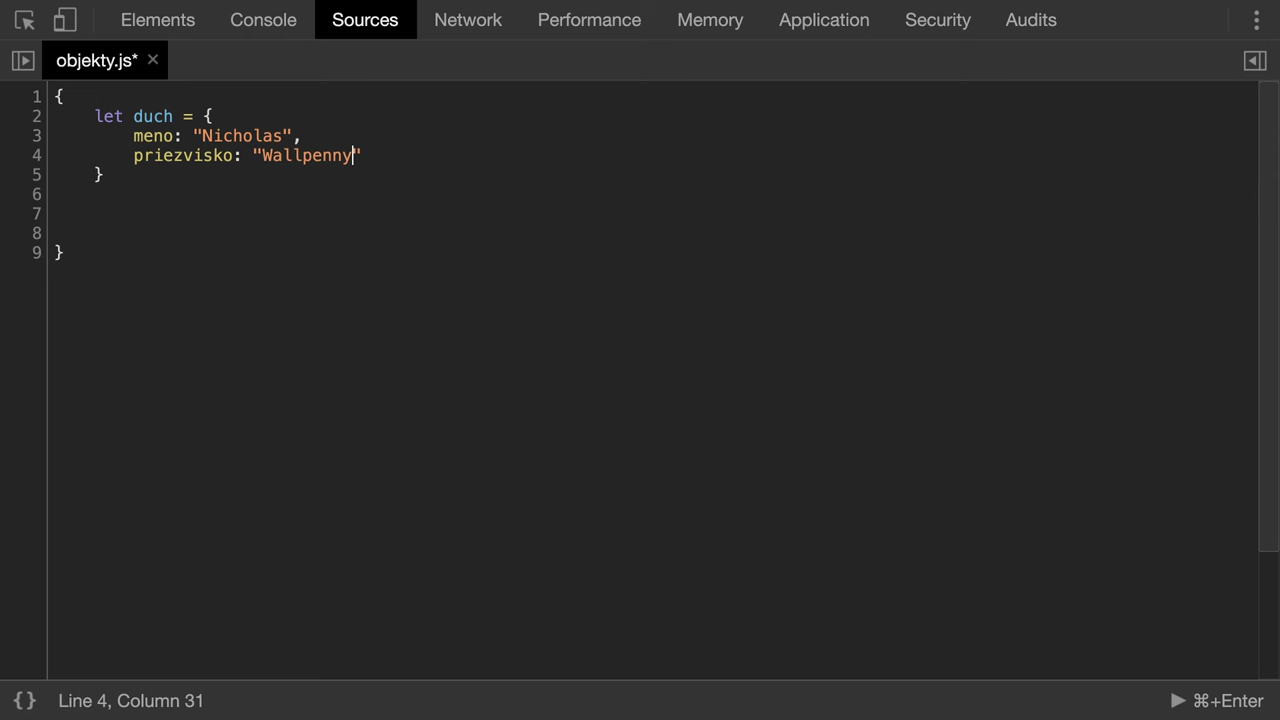 Elements Console Sources Network Performance Memory Application Security Audits
objekty.js* ×
1 {
2 let duch = {
3 meno: "Nicholas",
4 priezvisko: "Wallpenny"
5 }
6
7
8
9 }
{} Line 4, Column 31 ▶ ⌘+Enter